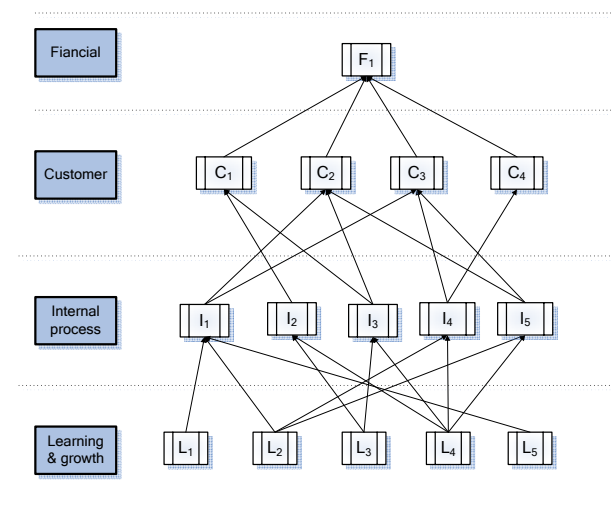 Fiancial
F1
Customer
C1 C2 C3 C4
Internal
process
I1 I2 I3 I4 I5
Learning
& growth
L1 L2 L3 L4 L5